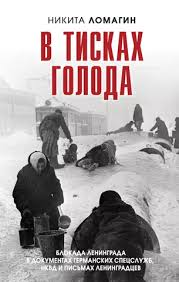 НИКИТА ЛОМАГИН
В ТИСКАХ
ГОЛОДА
БЛОКАДА ЛЕНИНГРАДА
В ДОКУМЕНТАХ ГЕРМАНСКИХ СПЕЦСЛУЖБ,
НКВД И ПИСЬМАХ ЛЕНИНГРАДЦЕВ